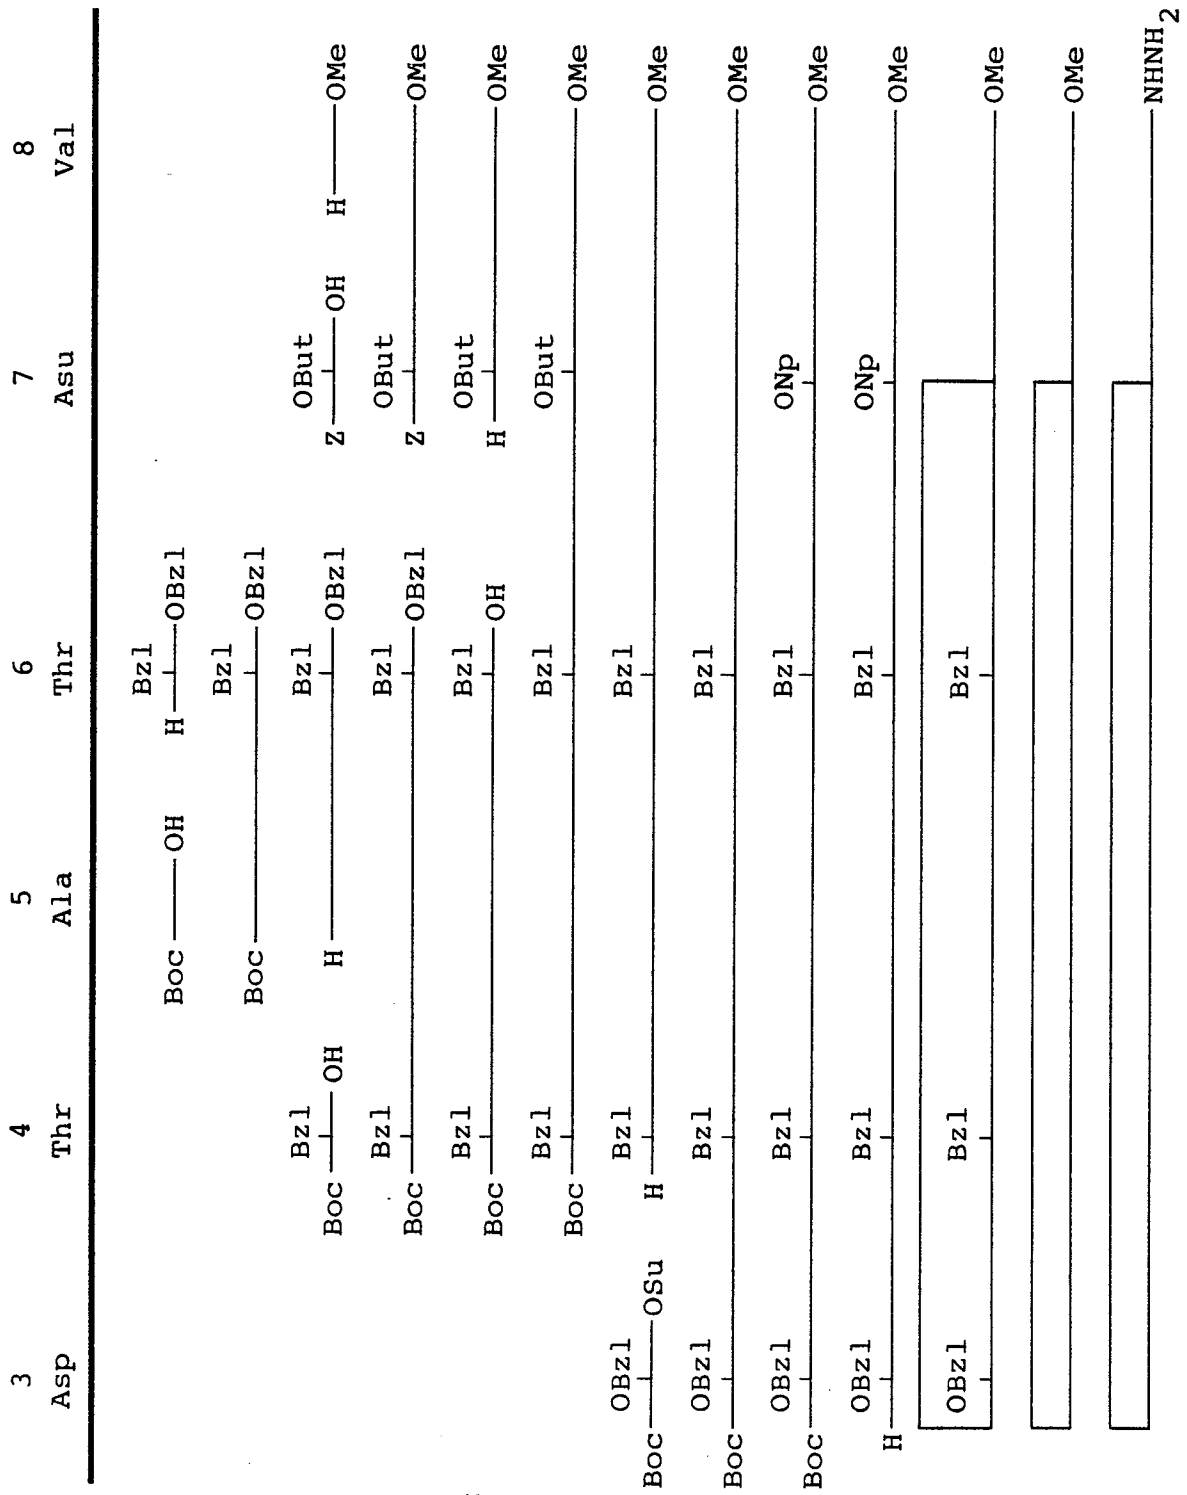 3 4 5 6 7 8
Asp Thr Ala Thr Asu Val
Bzl
Boc OH H OBzl
Bzl
Boc OBzl
Bzl Bzl OBut
Boc OH H OBzl Z OH H OMe
Bzl Bzl OBut
Boc OBzl Z OMe
Bzl Bzl OBut
Boc OH H OMe
Bzl Bzl OBut
Boc OMe
OBzl Bzl Bzl
Boc OSu H OMe
OBzl Bzl Bzl
Boc OMe
OBzl Bzl Bzl ONp
Boc OMe
OBzl Bzl Bzl ONp
H OMe
OBzl Bzl Bzl
OMe
OMe
NHNH2